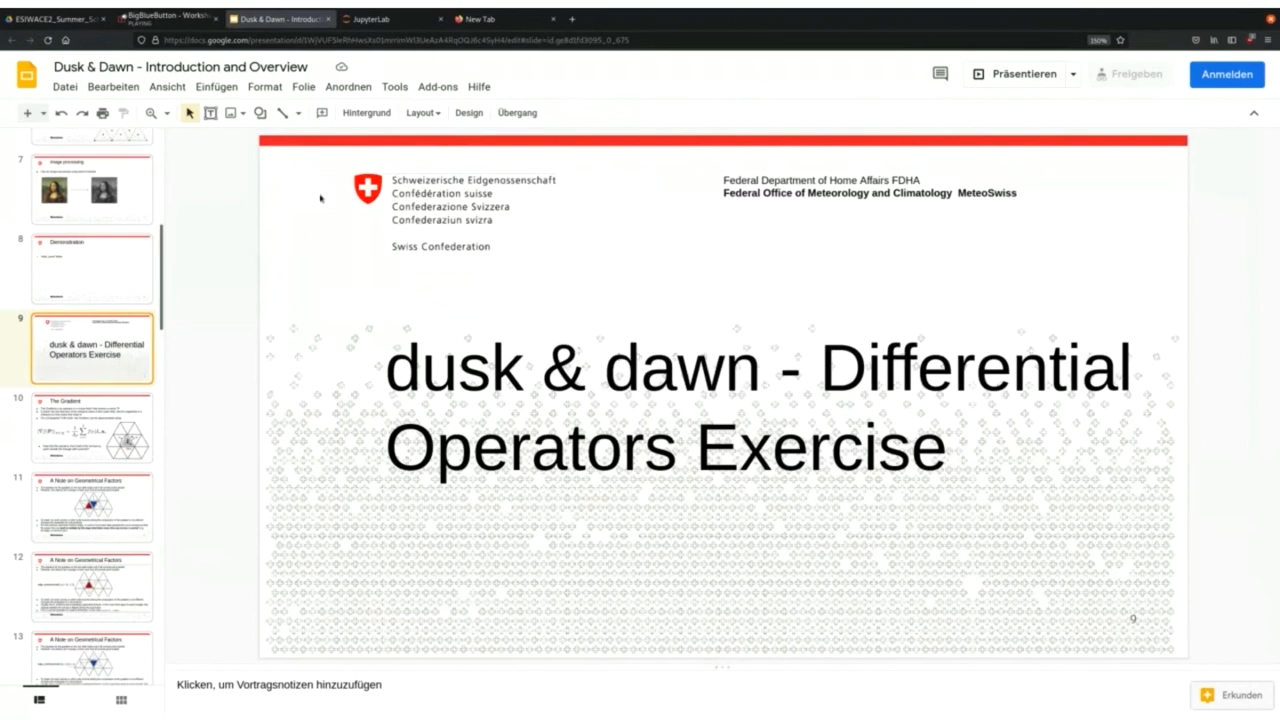 ESIWACE2_Summer_Sc
BigBlueButton - Worksh
PLAYING
Dusk & Dawn - Introduct
JupyterLab
New Tab
150%
Dusk & Dawn - Introduction and Overview
Präsentieren
Freigeben
Anmelden
Datei Bearbeiten Ansicht Einfügen Format Folie Anordnen Tools Add-ons Hilfe
Hintergrund Layout Design Übergang
7
Image processing
8
Demonstration
9
dusk & dawn - Differential
Operators Exercise
10
The Gradient
11
A Note on Geometrical Factors
12
A Note on Geometrical Factors
13
A Note on Geometrical Factors
Schweizerische Eidgenossenschaft
Confédération suisse
Confederazione Svizzera
Confederaziun svizra
Swiss Confederation
Federal Department of Home Affairs FDHA
Federal Office of Meteorology and Climatology MeteoSwiss
dusk & dawn - Differential
Operators Exercise
9
Klicken, um Vortragsnotizen hinzuzufügen
Erkunden